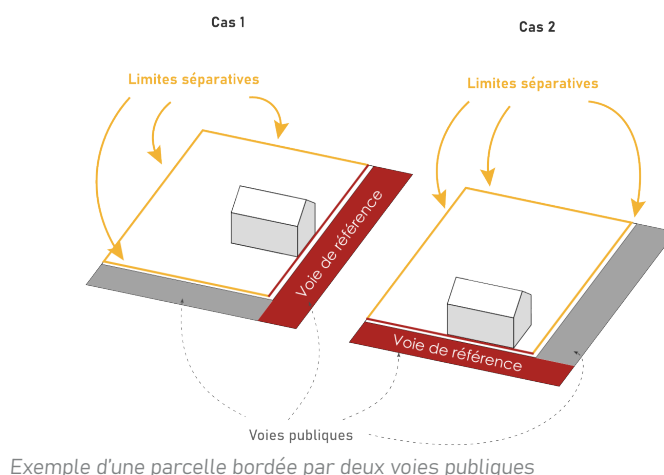 Cas 1
Cas 2
Limites séparatives
Limites séparatives
Voie de référence
Voie de référence
Voies publiques
Exemple d'une parcelle bordée par deux voies publiques